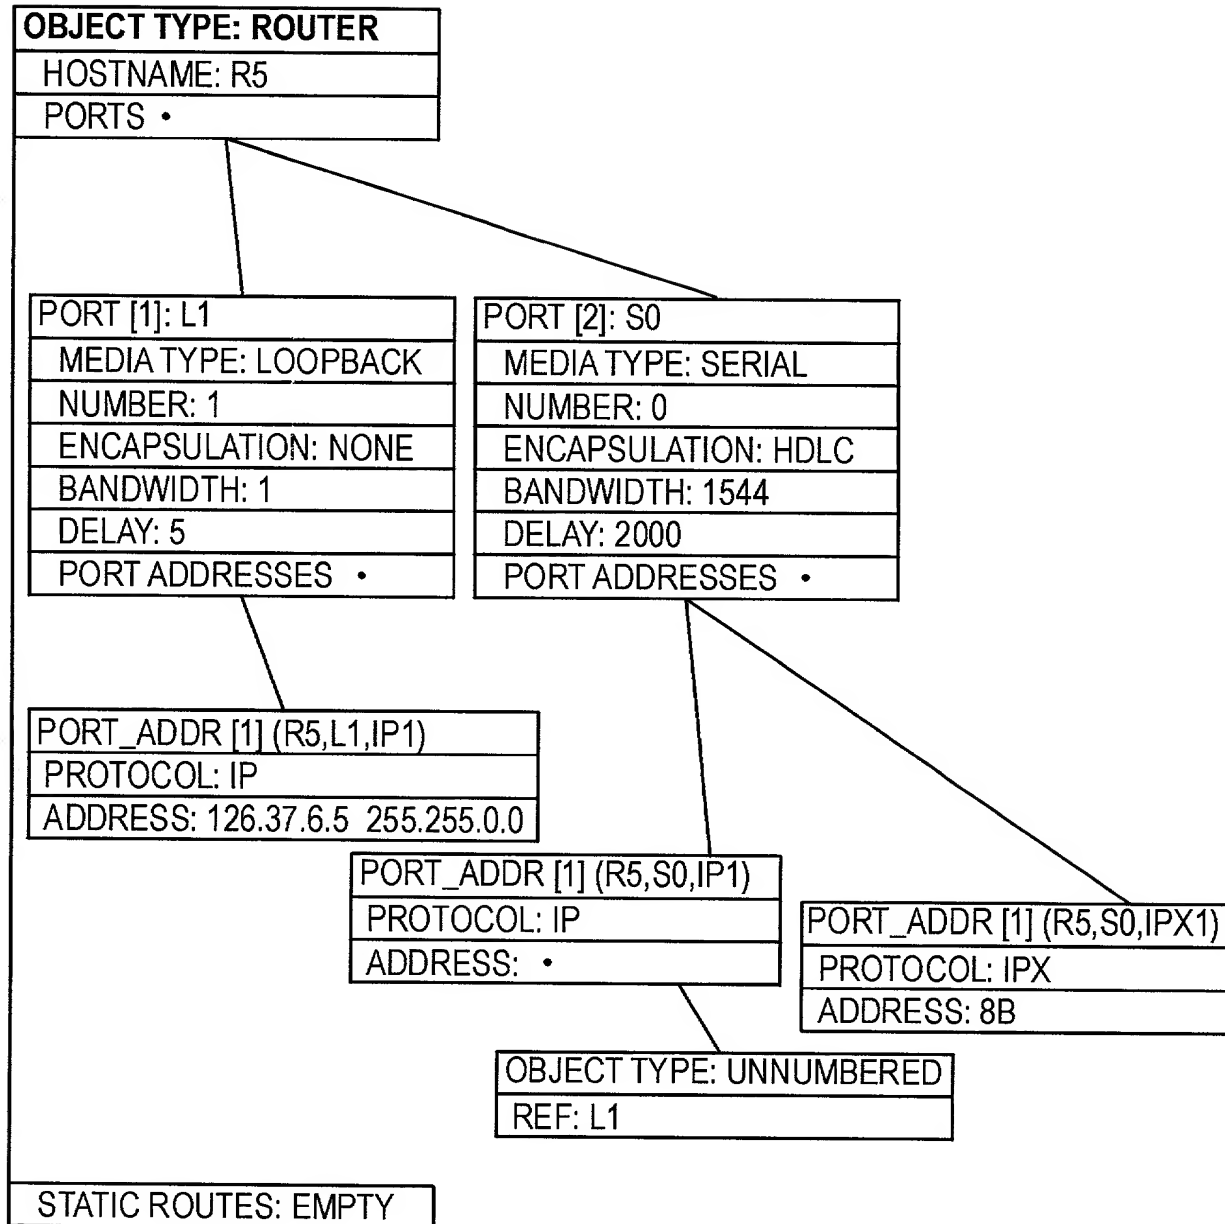 OBJECT TYPE: ROUTER
HOSTNAME: R5
PORTS •
PORT [1]: L1
MEDIA TYPE: LOOPBACK
NUMBER: 1
ENCAPSULATION: NONE
BANDWIDTH: 1
DELAY: 5
PORT ADDRESSES •
PORT [2]: S0
MEDIA TYPE: SERIAL
NUMBER: 0
ENCAPSULATION: HDLC
BANDWIDTH: 1544
DELAY: 2000
PORT ADDRESSES •
PORT_ADDR [1] (R5,L1,IP1)
PROTOCOL: IP
ADDRESS: 126.37.6.5 255.255.0.0
PORT_ADDR [1] (R5,S0,IP1)
PROTOCOL: IP
ADDRESS: •
PORT_ADDR [1] (R5,S0,IPX1)
PROTOCOL: IPX
ADDRESS: 8B
OBJECT TYPE: UNNUMBERED
REF: L1
STATIC ROUTES: EMPTY